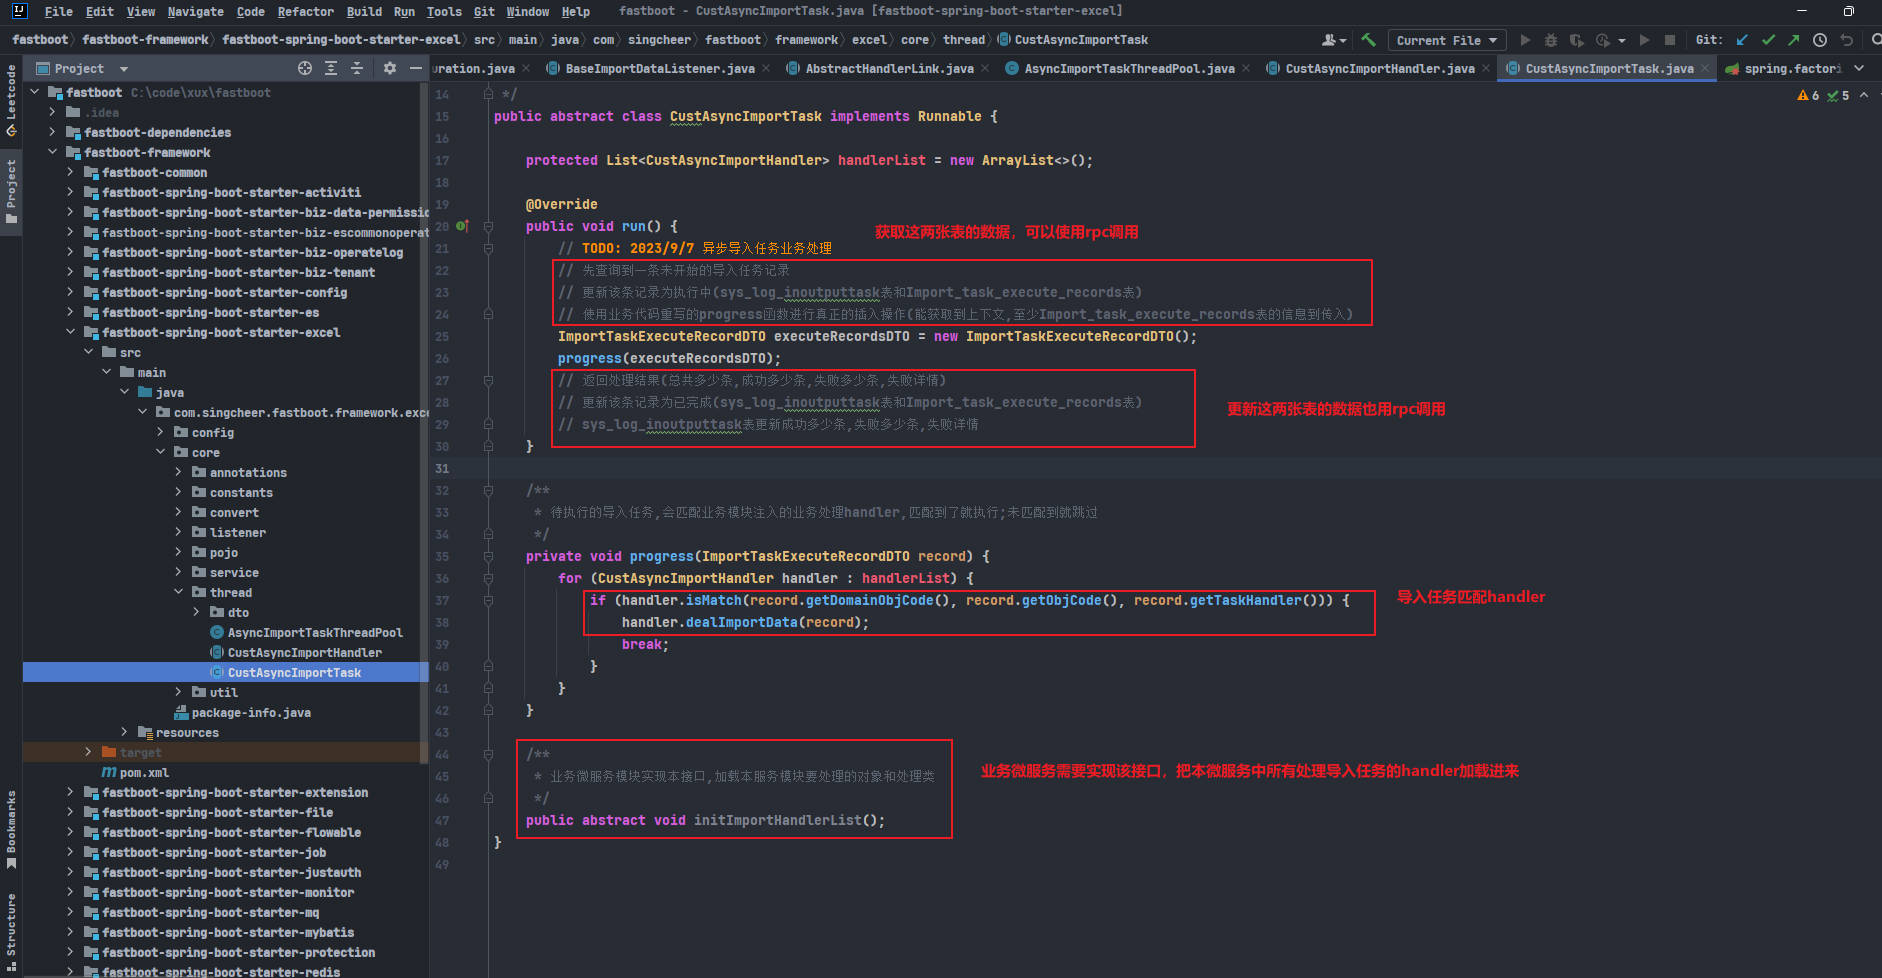 File Edit View Navigate Code Refactor Build Run Tools Git Window Help fastboot - CustAsyncImportTask.java [fastboot-spring-boot-starter-excel]
fastboot fastboot-framework fastboot-spring-boot-starter-excel src main java com singcheer fastboot framework excel core thread CustAsyncImportTask Current File Git:
Project uration.java BaseImportDataListener.java AbstractHandlerLink.java AsyncImportTaskThreadPool.java CustAsyncImportHandler.java CustAsyncImportTask.java spring.factori
Leetcode
Project
Bookmarks
Structure
fastboot C:\code\xux\fastboot
.idea
fastboot-dependencies
fastboot-framework
fastboot-common
fastboot-spring-boot-starter-activiti
fastboot-spring-boot-starter-biz-data-permissio
fastboot-spring-boot-starter-biz-escommonoperat
fastboot-spring-boot-starter-biz-operatelog
fastboot-spring-boot-starter-biz-tenant
fastboot-spring-boot-starter-config
fastboot-spring-boot-starter-es
fastboot-spring-boot-starter-excel
src
main
java
com.singcheer.fastboot.framework.exce
config
core
annotations
constants
convert
listener
pojo
service
thread
dto
AsyncImportTaskThreadPool
CustAsyncImportHandler
CustAsyncImportTask
util
package-info.java
resources
target
pom.xml
fastboot-spring-boot-starter-extension
fastboot-spring-boot-starter-file
fastboot-spring-boot-starter-flowable
fastboot-spring-boot-starter-job
fastboot-spring-boot-starter-justauth
fastboot-spring-boot-starter-monitor
fastboot-spring-boot-starter-mq
fastboot-spring-boot-starter-mybatis
fastboot-spring-boot-starter-protection
fastboot-spring-boot-starter-redis
6 5
14 */
15 public abstract class CustAsyncImportTask implements Runnable {
16
17 protected List<CustAsyncImportHandler> handlerList = new ArrayList<>();
18
19 @Override
20 public void run() {
获取这两张表的数据，可以使用rpc调用
21 // TODO: 2023/9/7 异步导入任务业务处理
22 // 先查询到一条未开始的导入任务记录
23 // 更新该条记录为执行中(sys_log_inoutputtask表和Import_task_execute_records表)
24 // 使用业务代码重写的progress函数进行真正的插入操作(能获取到上下文,至少Import_task_execute_records表的信息到传入)
25 ImportTaskExecuteRecordDTO executeRecordsDTO = new ImportTaskExecuteRecordDTO();
26 progress(executeRecordsDTO);
27 // 返回处理结果(总共多少条,成功多少条,失败多少条,失败详情)
28 // 更新该条记录为已完成(sys_log_inoutputtask表和Import_task_execute_records表)
更新这两张表的数据也用rpc调用
29 // sys_log_inoutputtask表更新成功多少条,失败多少条,失败详情
30 }
31
32 /**
33 * 待执行的导入任务,会匹配业务模块注入的业务处理handler,匹配到了就执行;未匹配到就跳过
34 */
35 private void progress(ImportTaskExecuteRecordDTO record) {
36 for (CustAsyncImportHandler handler : handlerList) {
37 if (handler.isMatch(record.getDomainObjCode(), record.getObjCode(), record.getTaskHandler())) {
导入任务匹配handler
38 handler.dealImportData(record);
39 break;
40 }
41 }
42 }
43
44 /**
45 * 业务微服务模块实现本接口,加载本服务模块要处理的对象和处理类
业务微服务需要实现该接口，把本微服务中所有处理导入任务的handler加载进来
46 */
47 public abstract void initImportHandlerList();
48 }
49